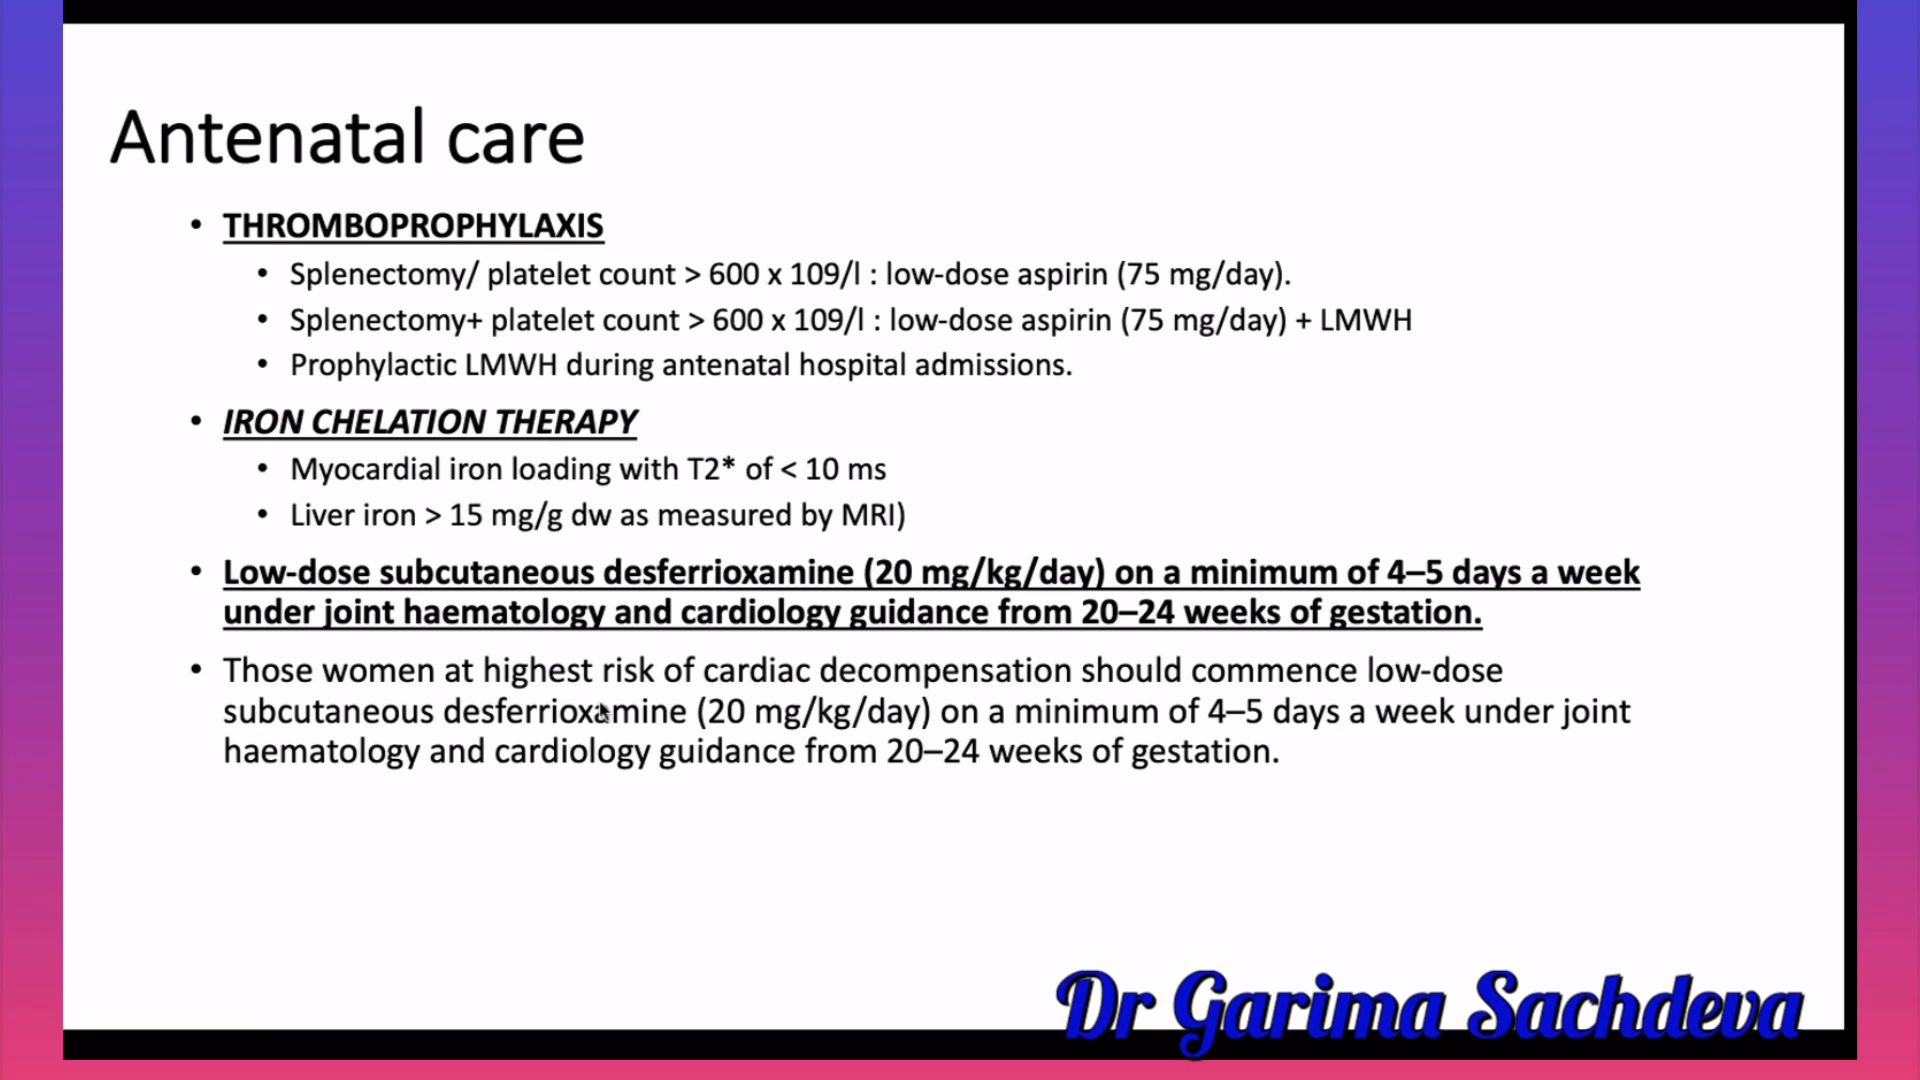 Antenatal care
• THROMBOPROPHYLAXIS
• Splenectomy/ platelet count > 600 x 109/l : low-dose aspirin (75 mg/day).
• Splenectomy+ platelet count > 600 x 109/l : low-dose aspirin (75 mg/day) + LMWH
• Prophylactic LMWH during antenatal hospital admissions.
• IRON CHELATION THERAPY
• Myocardial iron loading with T2* of < 10 ms
• Liver iron > 15 mg/g dw as measured by MRI)
• Low-dose subcutaneous desferrioxamine (20 mg/kg/day) on a minimum of 4–5 days a week
under joint haematology and cardiology guidance from 20–24 weeks of gestation.
• Those women at highest risk of cardiac decompensation should commence low-dose
subcutaneous desferrioxamine (20 mg/kg/day) on a minimum of 4–5 days a week under joint
haematology and cardiology guidance from 20–24 weeks of gestation.
Dr Garima Sachdeva